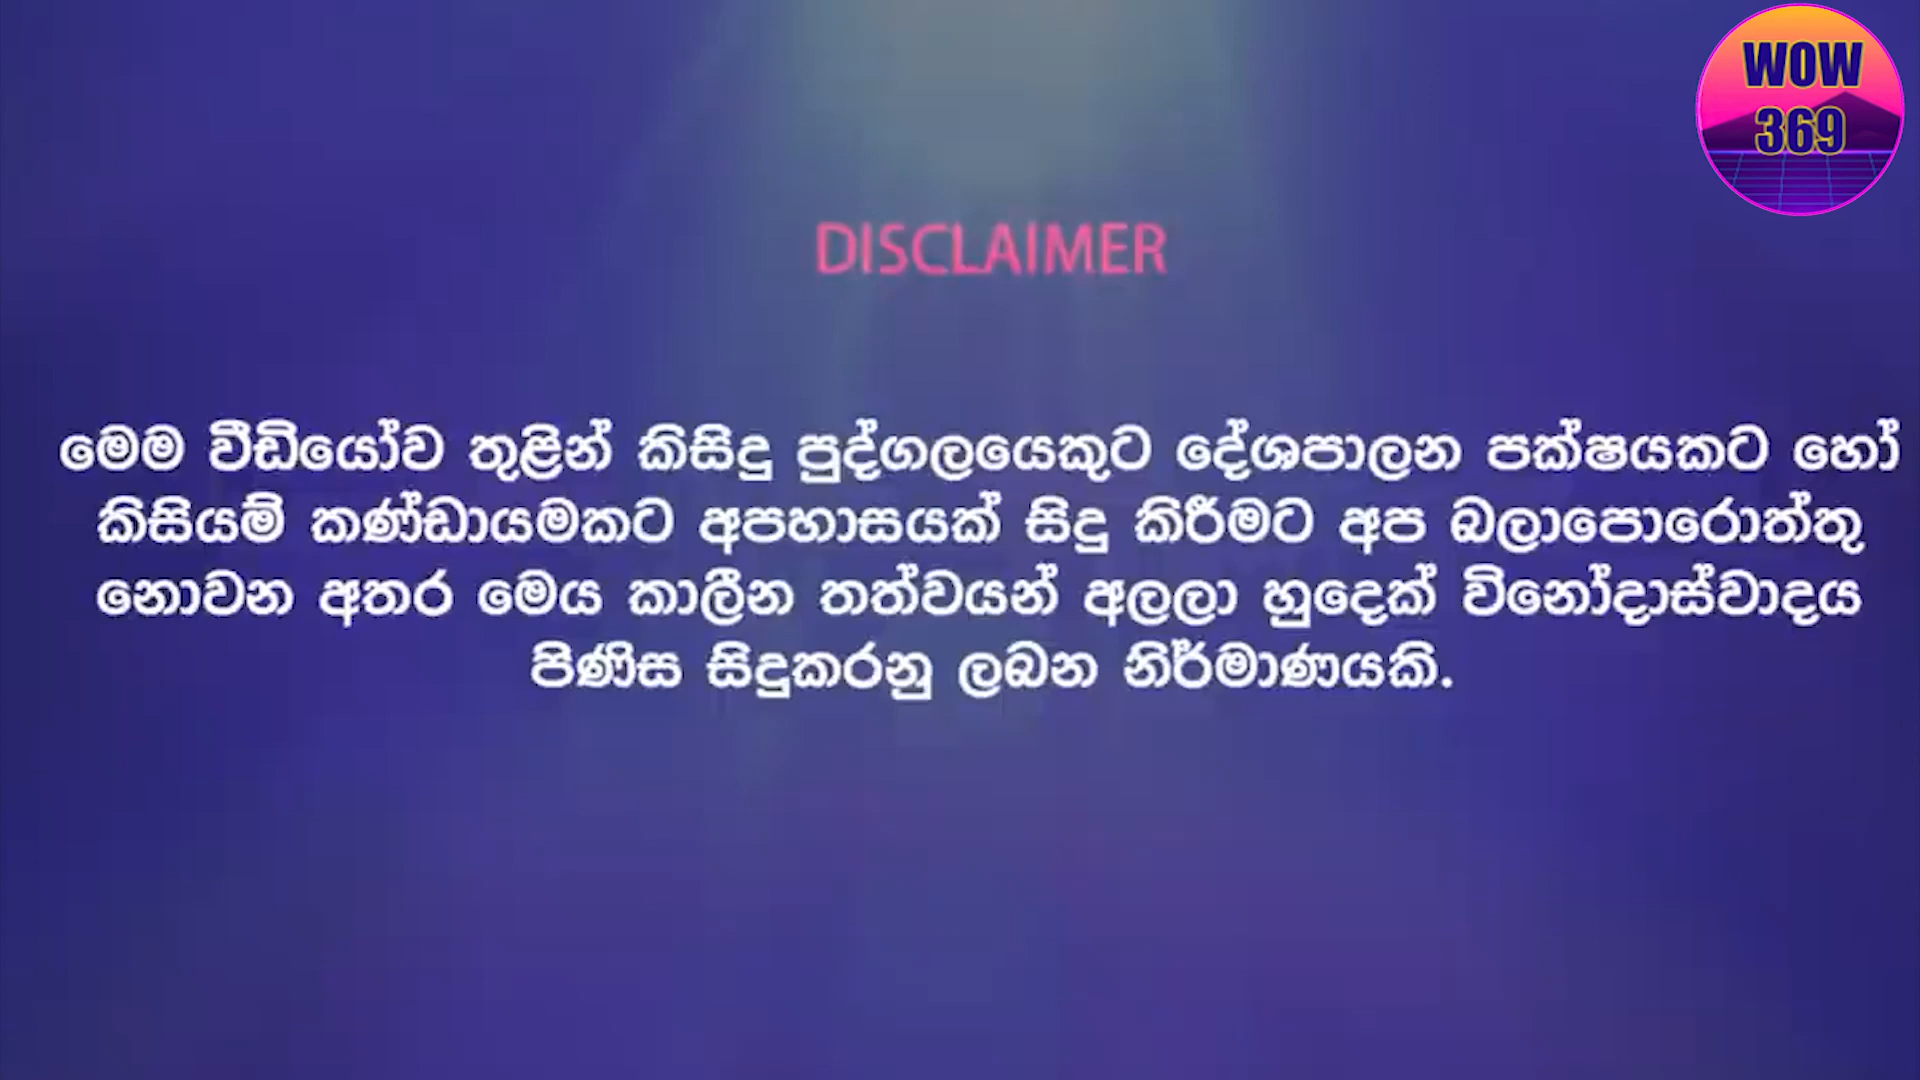 WOW
369
DISCLAIMER
මෙම වීඩියෝව තුළින් කිසිදු පුද්ගලයෙකුට දේශපාලන පක්ෂයකට හෝ
කිසියම් කණ්ඩායමකට අපහාසයක් සිදු කිරීමට අප බලාපොරොත්තු
නොවන අතර මෙය කාලීන තත්වයන් අලලා හුදෙක් විනෝදාස්වාදය
පිණිස සිදුකරනු ලබන නිර්මාණයකි.